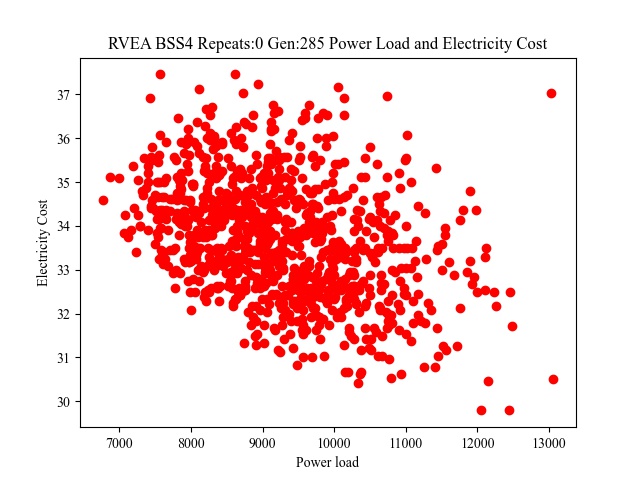 RVEA BSS4 Repeats:0 Gen:285 Power Load and Electricity Cost
37
36
35
34
33
32
31
30
Electricity Cost
7000 8000 9000 10000 11000 12000 13000
Power load